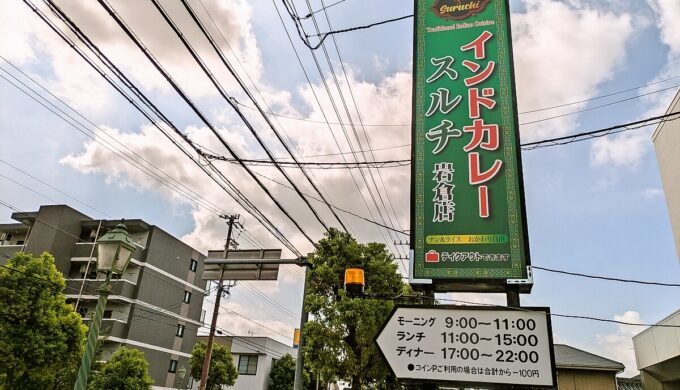 Suruchi
Traditional Indian Cuisine
インドカレー
スルチ 岩倉店
ナン&ライス おかわり自由
テイクアウトできます
モーニング 9:00〜11:00
ランチ 11:00〜15:00
ディナー 17:00〜22:00
●コインPご利用の場合は合計から−100円